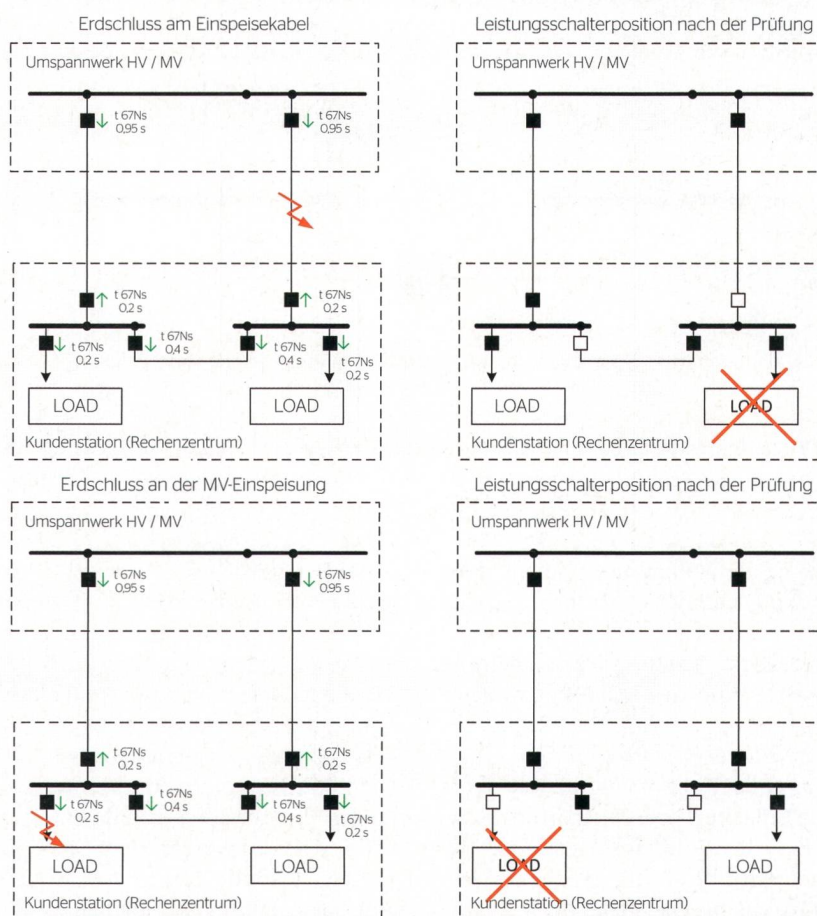 Erdschluss am Einspeisekabel
Umspannwerk HV / MV
t 67Ns
0,95 s
t 67Ns
0,95 s
t 67Ns
0,2 s
t 67Ns
0,2 s
t 67Ns
0,2 s
t 67Ns
0,4 s
t 67Ns
0,4 s
t 67Ns
0,2 s
LOAD
LOAD
Kundenstation (Rechenzentrum)
Leistungsschalterposition nach der Prüfung
Umspannwerk HV / MV
LOAD
LOAD
Kundenstation (Rechenzentrum)
Erdschluss an der MV-Einspeisung
Umspannwerk HV / MV
t 67Ns
0,95 s
t 67Ns
0,95 s
t 67Ns
0,2 s
t 67Ns
0,2 s
t 67Ns
0,2 s
t 67Ns
0,4 s
t 67Ns
0,4 s
t 67Ns
0,2 s
LOAD
LOAD
Kundenstation (Rechenzentrum)
Leistungsschalterposition nach der Prüfung
Umspannwerk HV / MV
LOAD
LOAD
Kundenstation (Rechenzentrum)